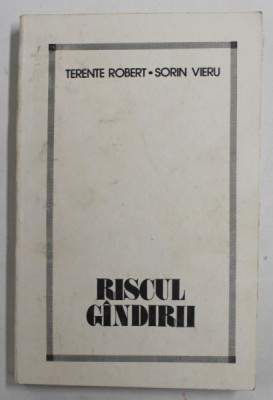 TERENTE ROBERT • SORIN VIERU
RISCUL
GÎNDIRII